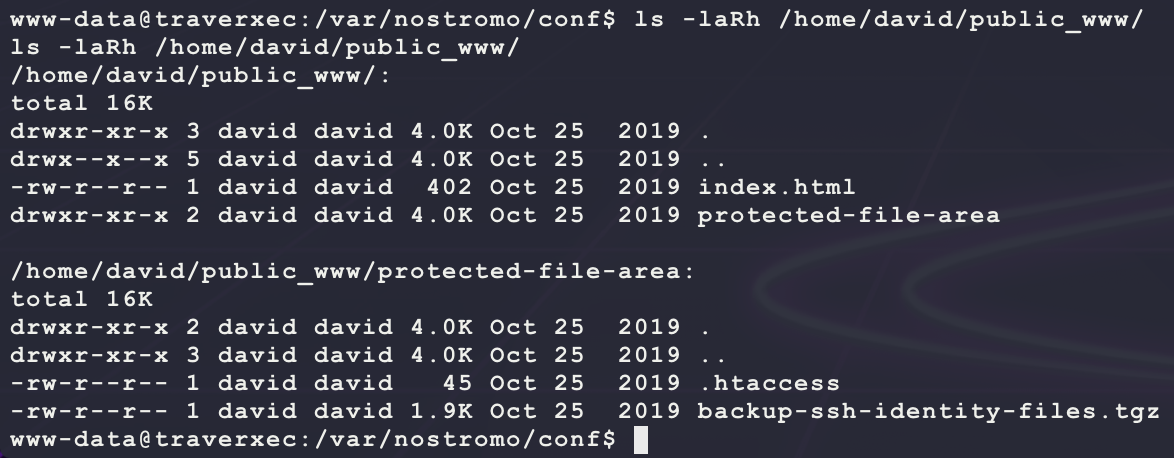 www-data@traverxec:/var/nostromo/conf$ ls -laRh /home/david/public_www/
ls -laRh /home/david/public_www/
/home/david/public_www/:
total 16K
drwxr-xr-x 3 david david 4.0K Oct 25  2019 .
drwx--x--x 5 david david 4.0K Oct 25  2019 ..
-rw-r--r-- 1 david david  402 Oct 25  2019 index.html
drwxr-xr-x 2 david david 4.0K Oct 25  2019 protected-file-area

/home/david/public_www/protected-file-area:
total 16K
drwxr-xr-x 2 david david 4.0K Oct 25  2019 .
drwxr-xr-x 3 david david 4.0K Oct 25  2019 ..
-rw-r--r-- 1 david david   45 Oct 25  2019 .htaccess
-rw-r--r-- 1 david david 1.9K Oct 25  2019 backup-ssh-identity-files.tgz
www-data@traverxec:/var/nostromo/conf$